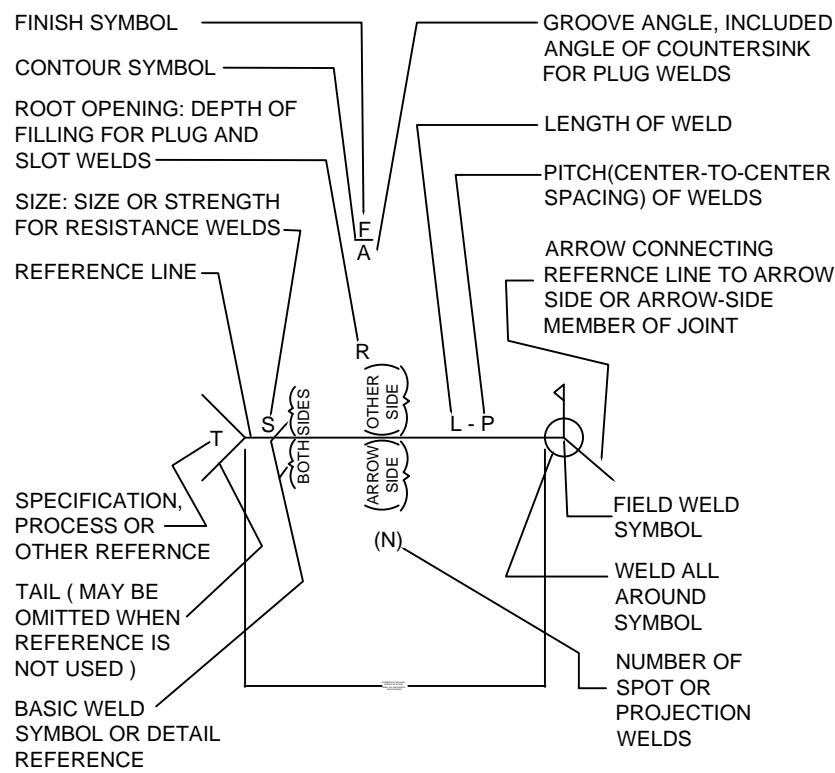 FINISH SYMBOL
CONTOUR SYMBOL
ROOT OPENING: DEPTH OF
FILLING FOR PLUG AND
SLOT WELDS
SIZE: SIZE OR STRENGTH
FOR RESISTANCE WELDS
REFERENCE LINE
GROOVE ANGLE, INCLUDED
ANGLE OF COUNTERSINK
FOR PLUG WELDS
LENGTH OF WELD
PITCH(CENTER-TO-CENTER
SPACING) OF WELDS
ARROW CONNECTING
REFERNCE LINE TO ARROW
SIDE OR ARROW-SIDE
MEMBER OF JOINT
F
A
R
T
S
BOTH SIDES
(OTHER
SIDE)
(ARROW
SIDE)
L - P
(N)
SPECIFICATION,
PROCESS OR
OTHER REFERNCE
TAIL ( MAY BE
OMITTED WHEN
REFERENCE IS
NOT USED )
BASIC WELD
SYMBOL OR DETAIL
REFERENCE
FIELD WELD
SYMBOL
WELD ALL
AROUND
SYMBOL
NUMBER OF
SPOT OR
PROJECTION
WELDS